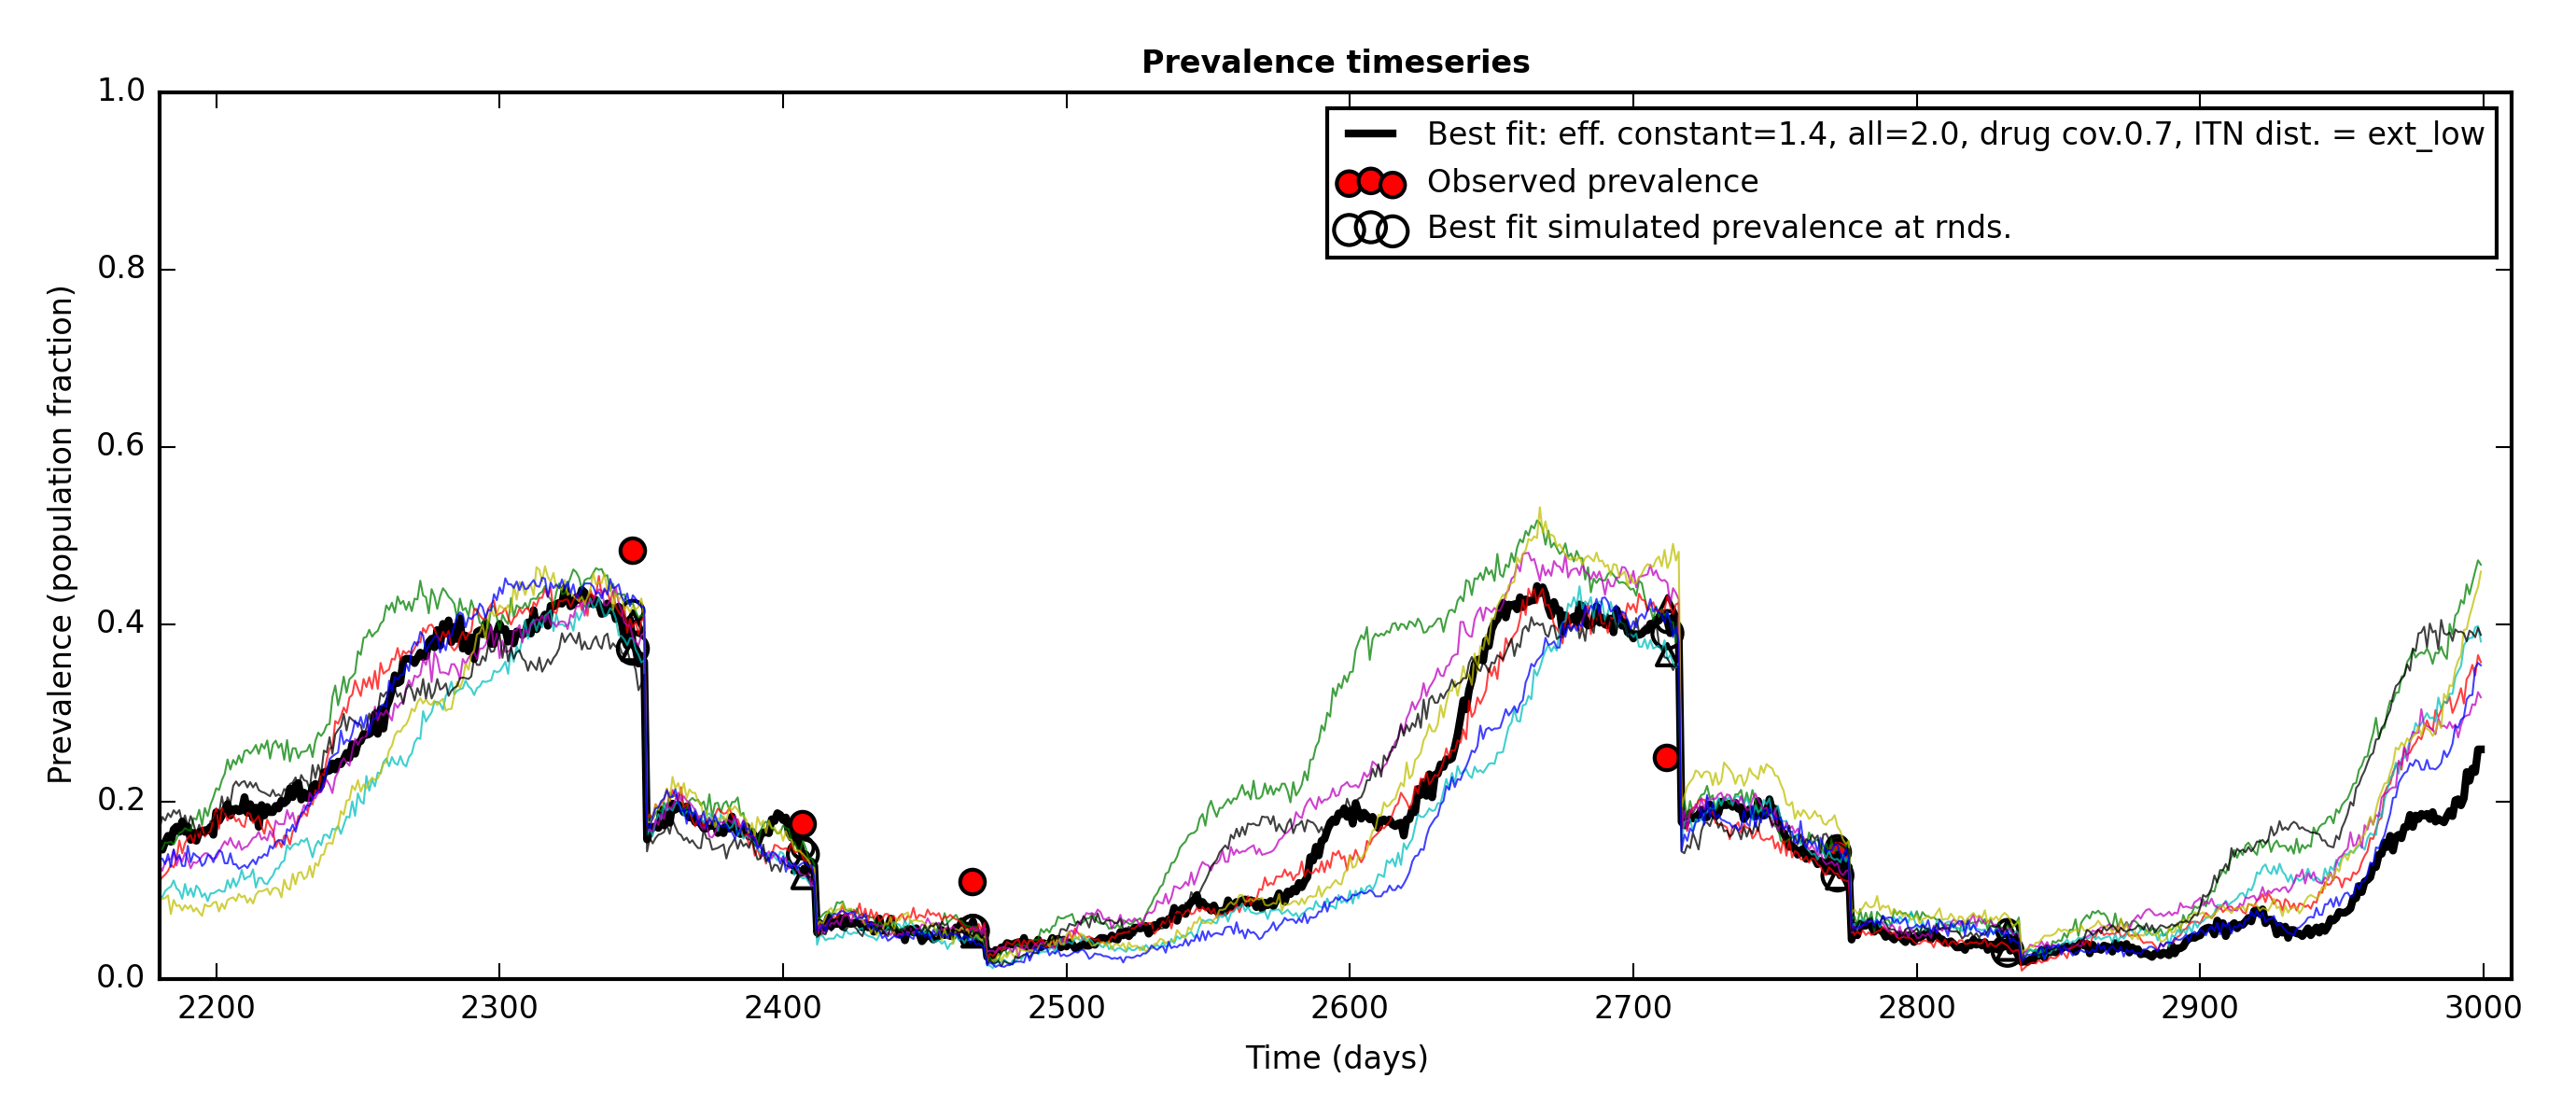 Prevalence timeseries
Best fit: eff. constant=1.4, all=2.0, drug cov.0.7, ITN dist. = ext_low
Observed prevalence
Best fit simulated prevalence at rnds.
Prevalence (population fraction)
1.0
0.8
0.6
0.4
0.2
0.0
2200 2300 2400 2500 2600 2700 2800 2900 3000
Time (days)